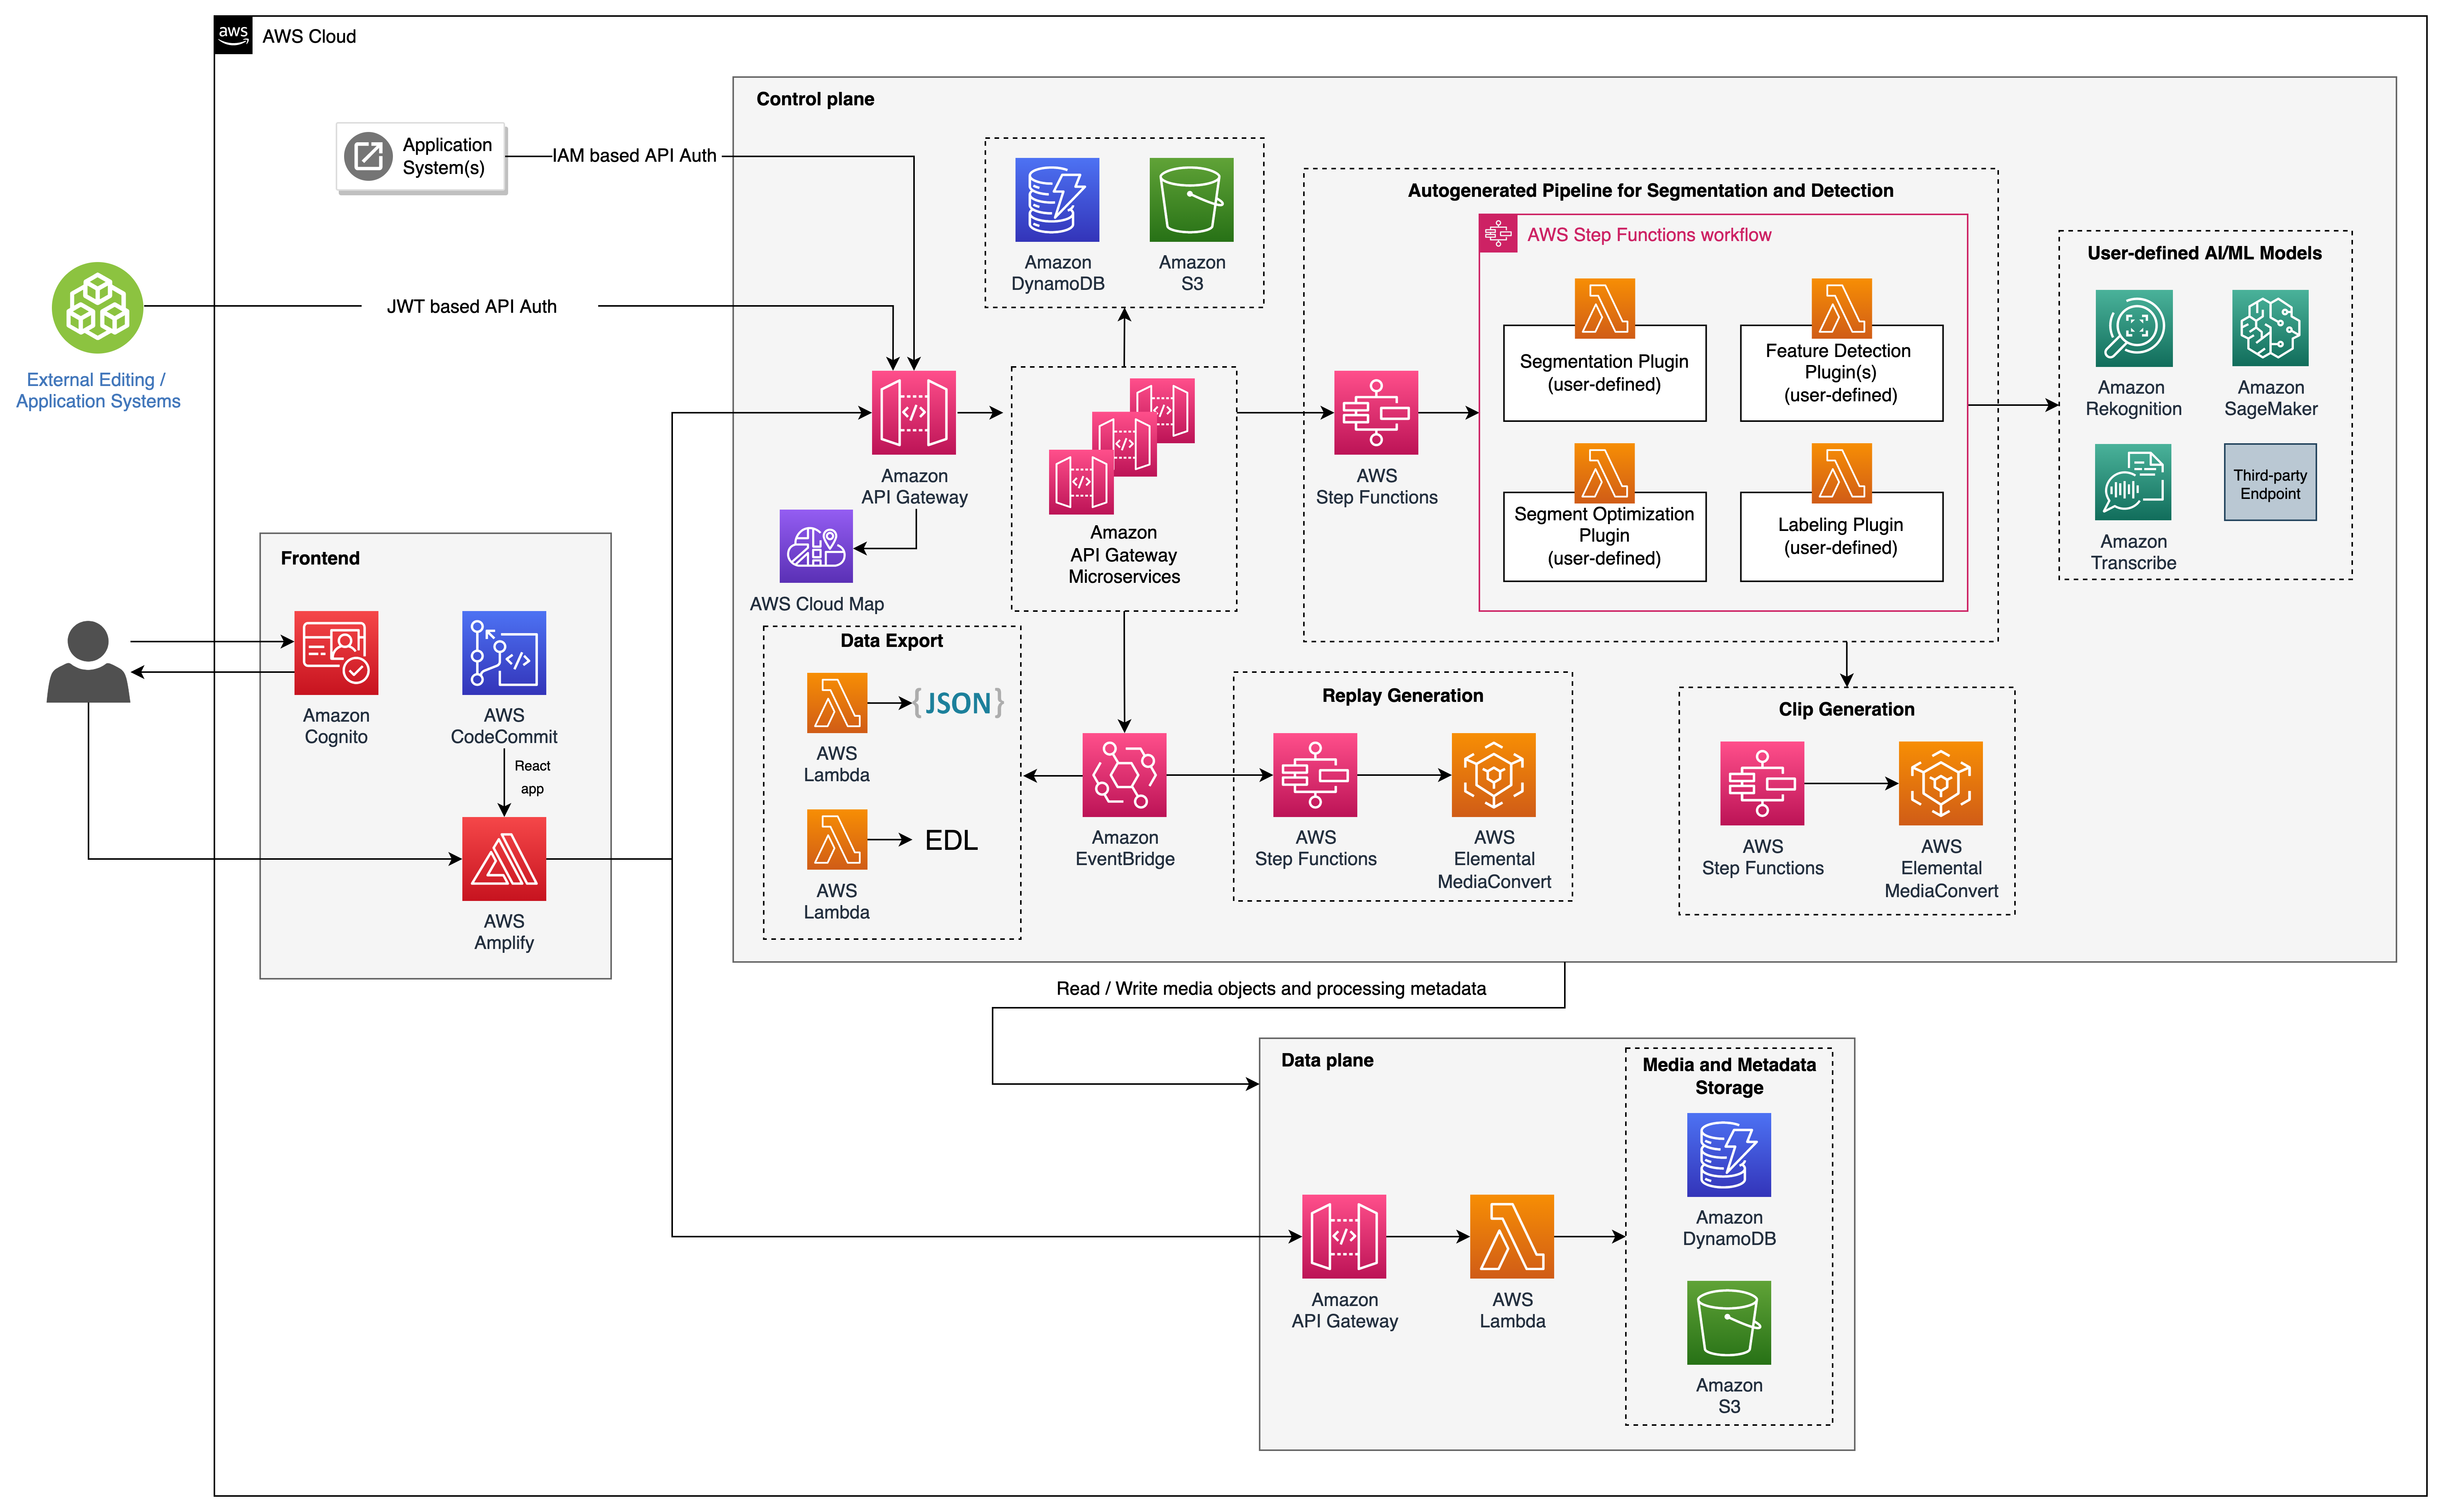 aws
AWS Cloud
Control plane
Application
System(s)
IAM based API Auth
JWT based API Auth
External Editing /
Application Systems
Amazon
DynamoDB
Amazon
S3
Amazon
API Gateway
AWS Cloud Map
Amazon
API Gateway
Microservices
Autogenerated Pipeline for Segmentation and Detection
AWS
Step Functions
AWS Step Functions workflow
Segmentation Plugin
(user-defined)
Feature Detection
Plugin(s)
(user-defined)
Segment Optimization
Plugin
(user-defined)
Labeling Plugin
(user-defined)
User-defined AI/ML Models
Amazon
Rekognition
Amazon
SageMaker
Amazon
Transcribe
Third-party
Endpoint
Frontend
Amazon
Cognito
AWS
CodeCommit
React
app
AWS
Amplify
Data Export
AWS
Lambda
{JSON}
AWS
Lambda
EDL
Amazon
EventBridge
Replay Generation
AWS
Step Functions
AWS
Elemental
MediaConvert
Clip Generation
AWS
Step Functions
AWS
Elemental
MediaConvert
Read / Write media objects and processing metadata
Data plane
Amazon
API Gateway
AWS
Lambda
Media and Metadata
Storage
Amazon
DynamoDB
Amazon
S3